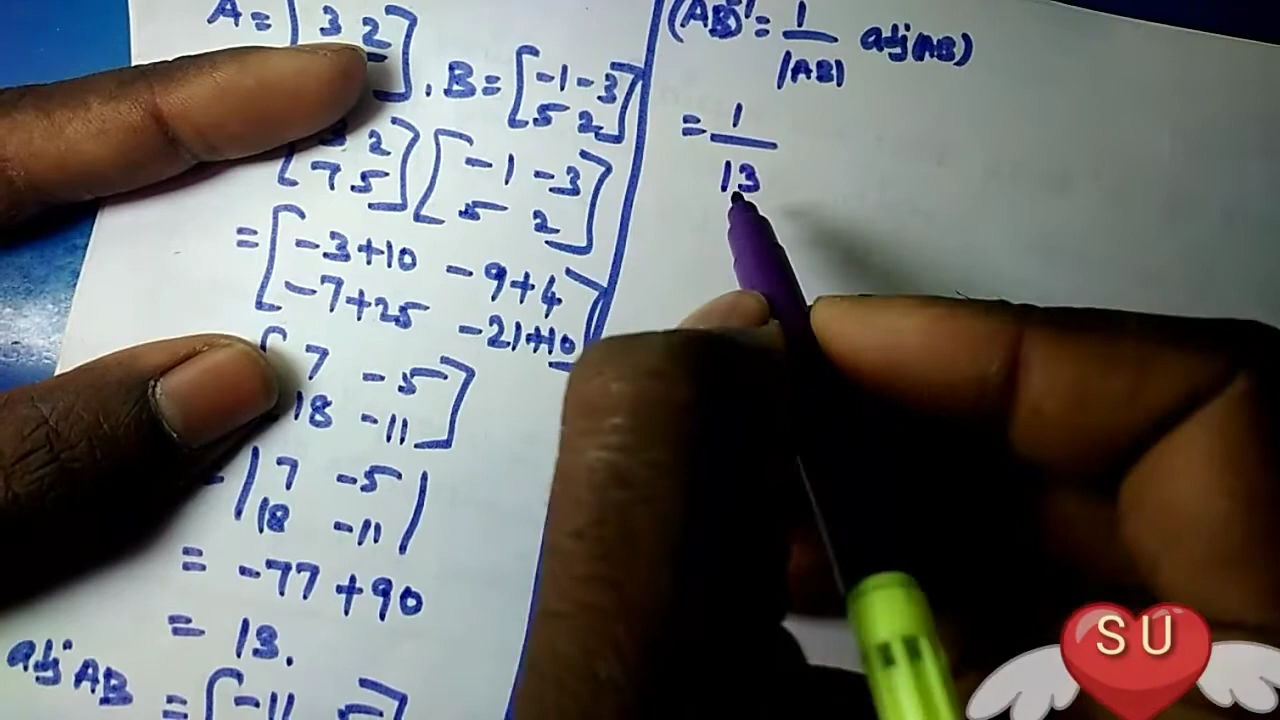 A = [ 3 2 ] , B = [ -1 -3
5 2 ]
2 ] [ -1 -3 ]
7 5 ] [ 5 2 ]
= [ -3+10 -9+4
-7+25 -21+10 ]
[ 7 -5 ]
18 -11 ]
| 7 -5 |
| 18 -11 |
= -77 +90
= 13.
adj AB = [ -11
(AB)⁻¹ = 1/|AB| adj(AB)
= 1/13
SU